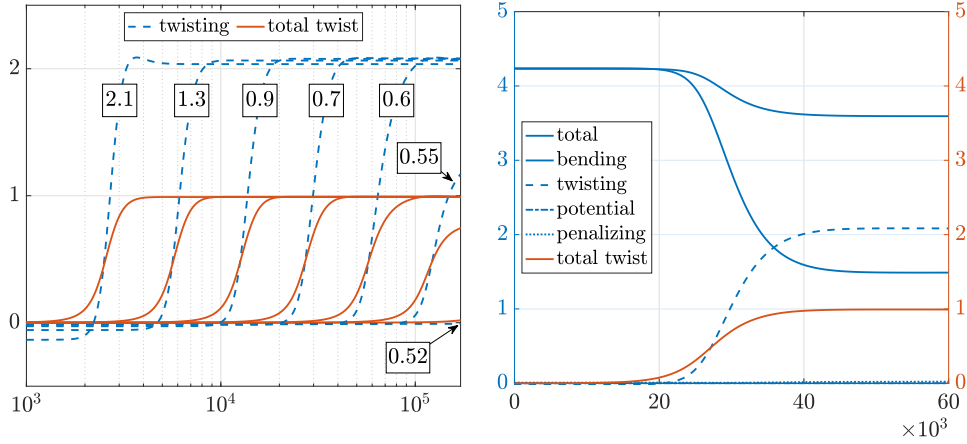 twisting total twist
2
1
0
2.1 1.3 0.9 0.7 0.6
0.55
0.52
10^3 10^4 10^5
5 5
4 4
3 3
2 2
1 1
0 0
total
bending
twisting
potential
penalizing
total twist
0 20 40 60
×10^3